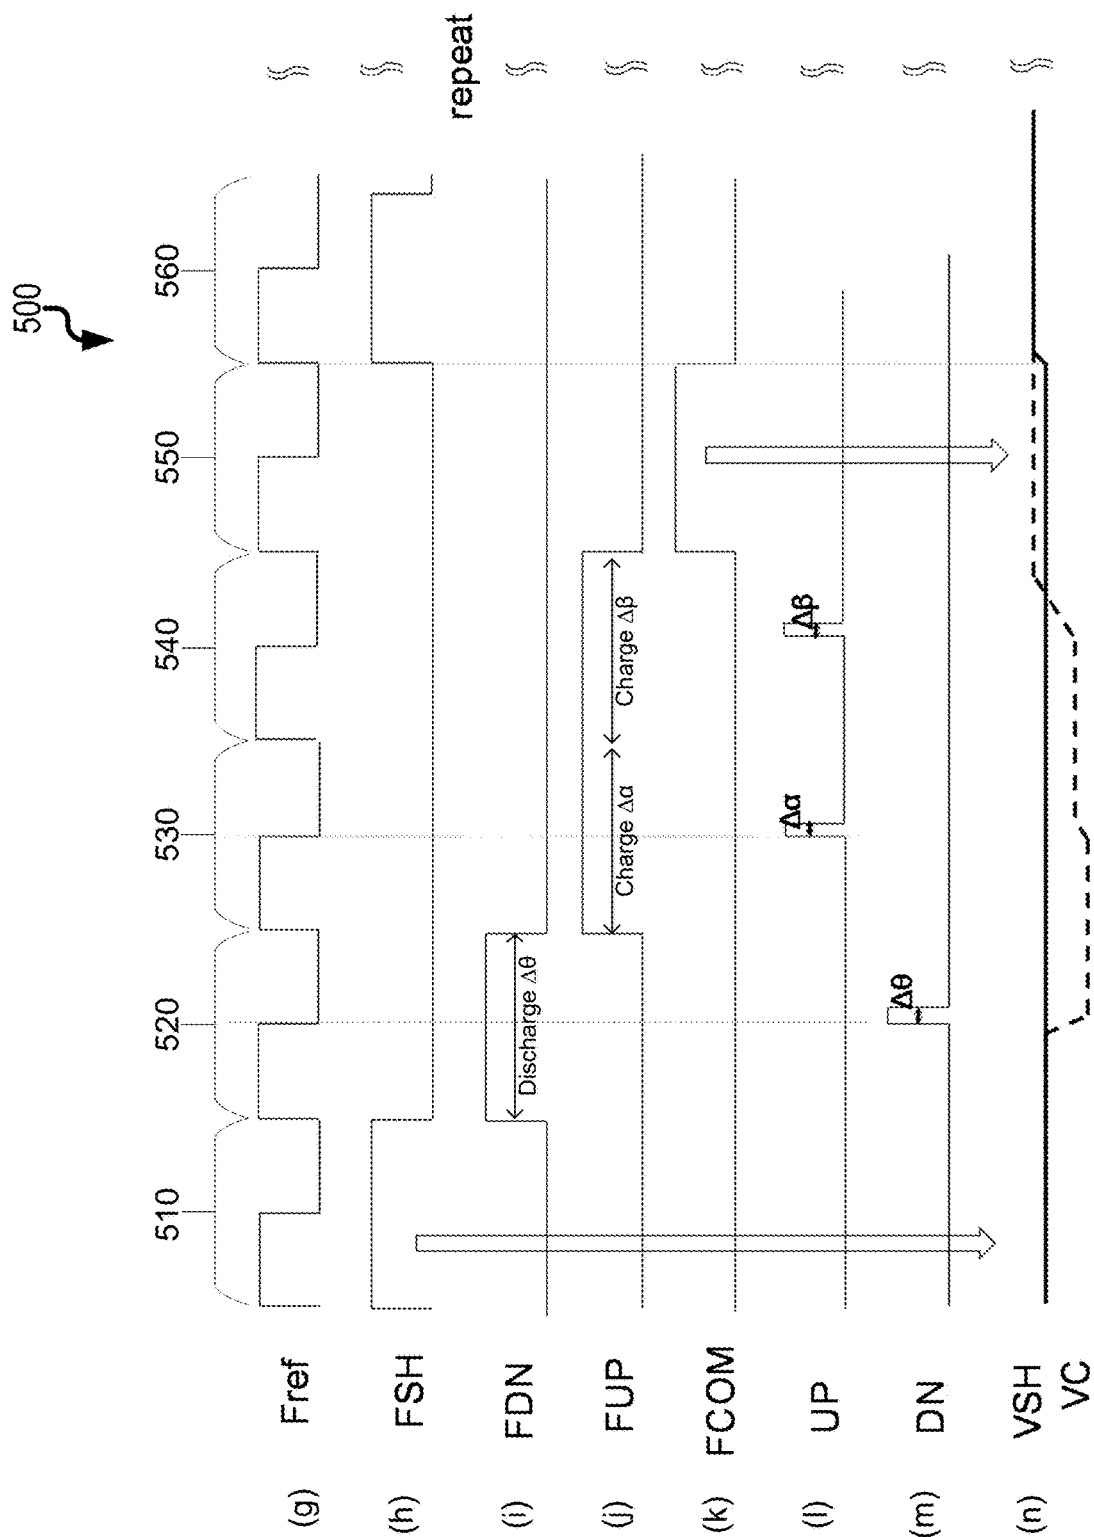 500
510
520
530
540
550
560
(g) Fref
(h) FSH
repeat
(i) FDN
Discharge Δθ
(j) FUP
Charge Δα
Charge Δβ
(k) FCOM
(l) UP
Δα
Δβ
(m) DN
Δθ
(n) VSH
VC